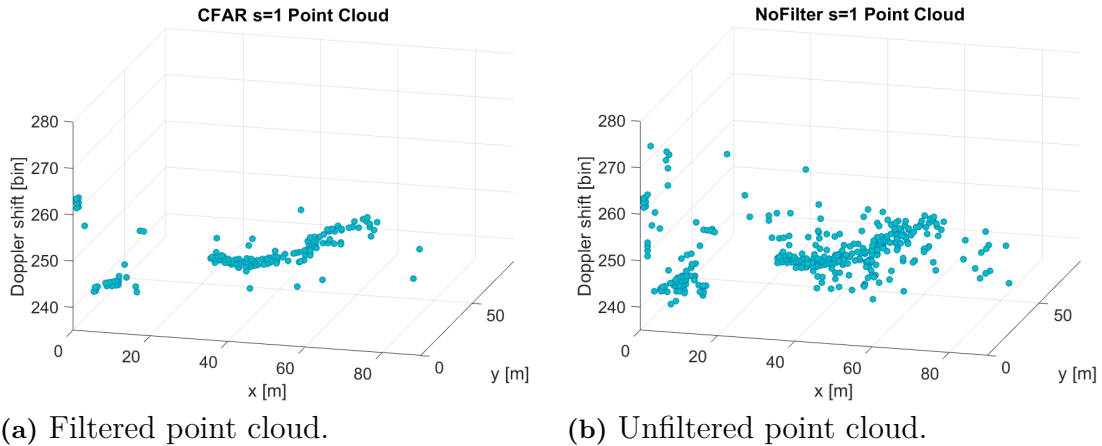 CFAR s=1 Point Cloud
280
270
260
250
240
Doppler shift [bin]
0
20
40
60
80
x [m]
0
50
y [m]
(a) Filtered point cloud.
NoFilter s=1 Point Cloud
280
270
260
250
240
Doppler shift [bin]
0
20
40
60
80
x [m]
0
50
y [m]
(b) Unfiltered point cloud.